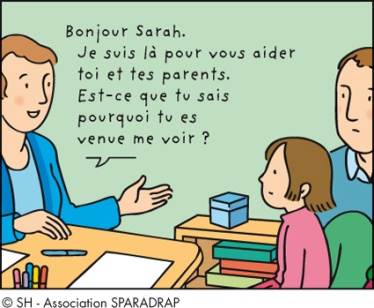 Bonjour Sarah.
Je suis là pour vous aider
toi et tes parents.
Est-ce que tu sais
pourquoi tu es
venue me voir ?
© SH - Association SPARADRAP